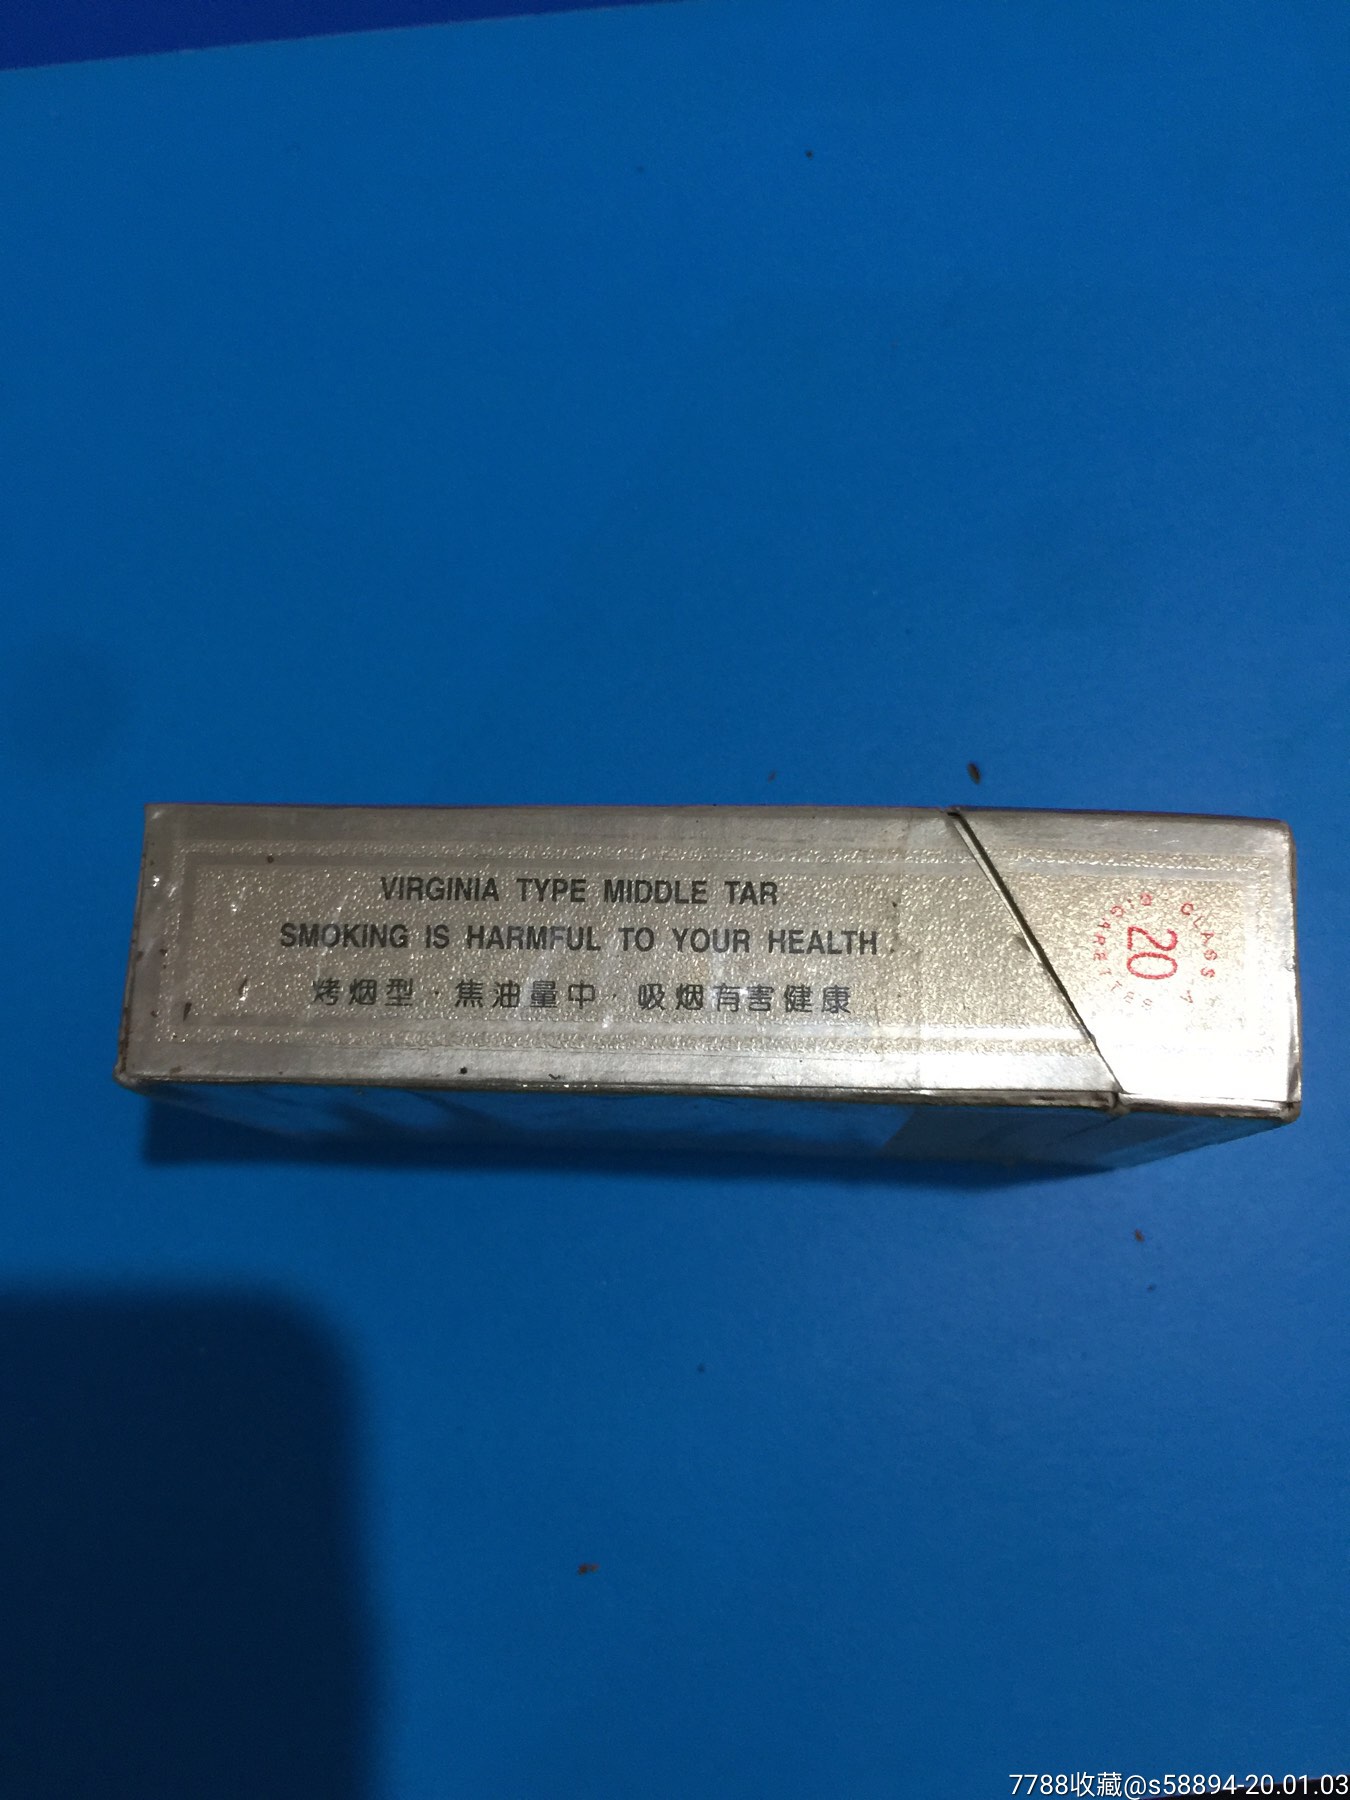 VIRGINIA TYPE MIDDLE TAR
SMOKING IS HARMFUL TO YOUR HEALTH
烤烟型·焦油量中·吸烟有害健康
20
CLASS A CIGARETTES
7788收藏@s58894-20.01.03